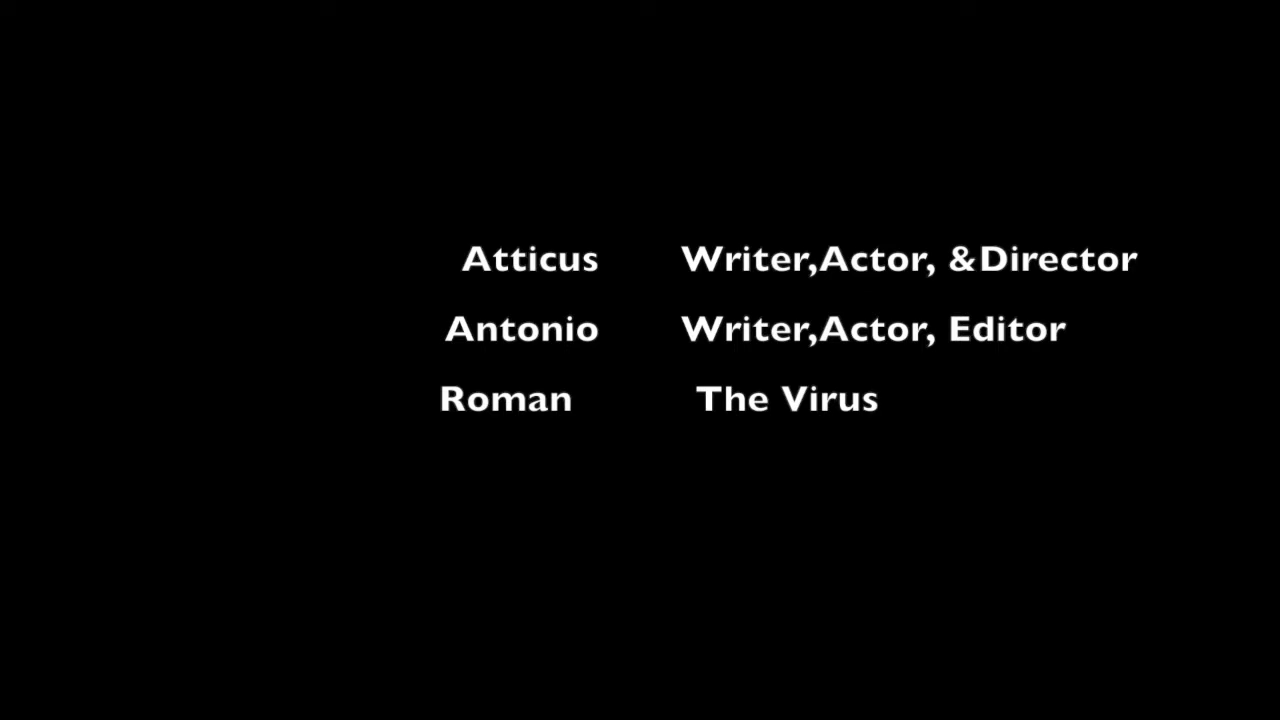 Atticus Writer,Actor, &Director
Antonio Writer,Actor, Editor
Roman The Virus